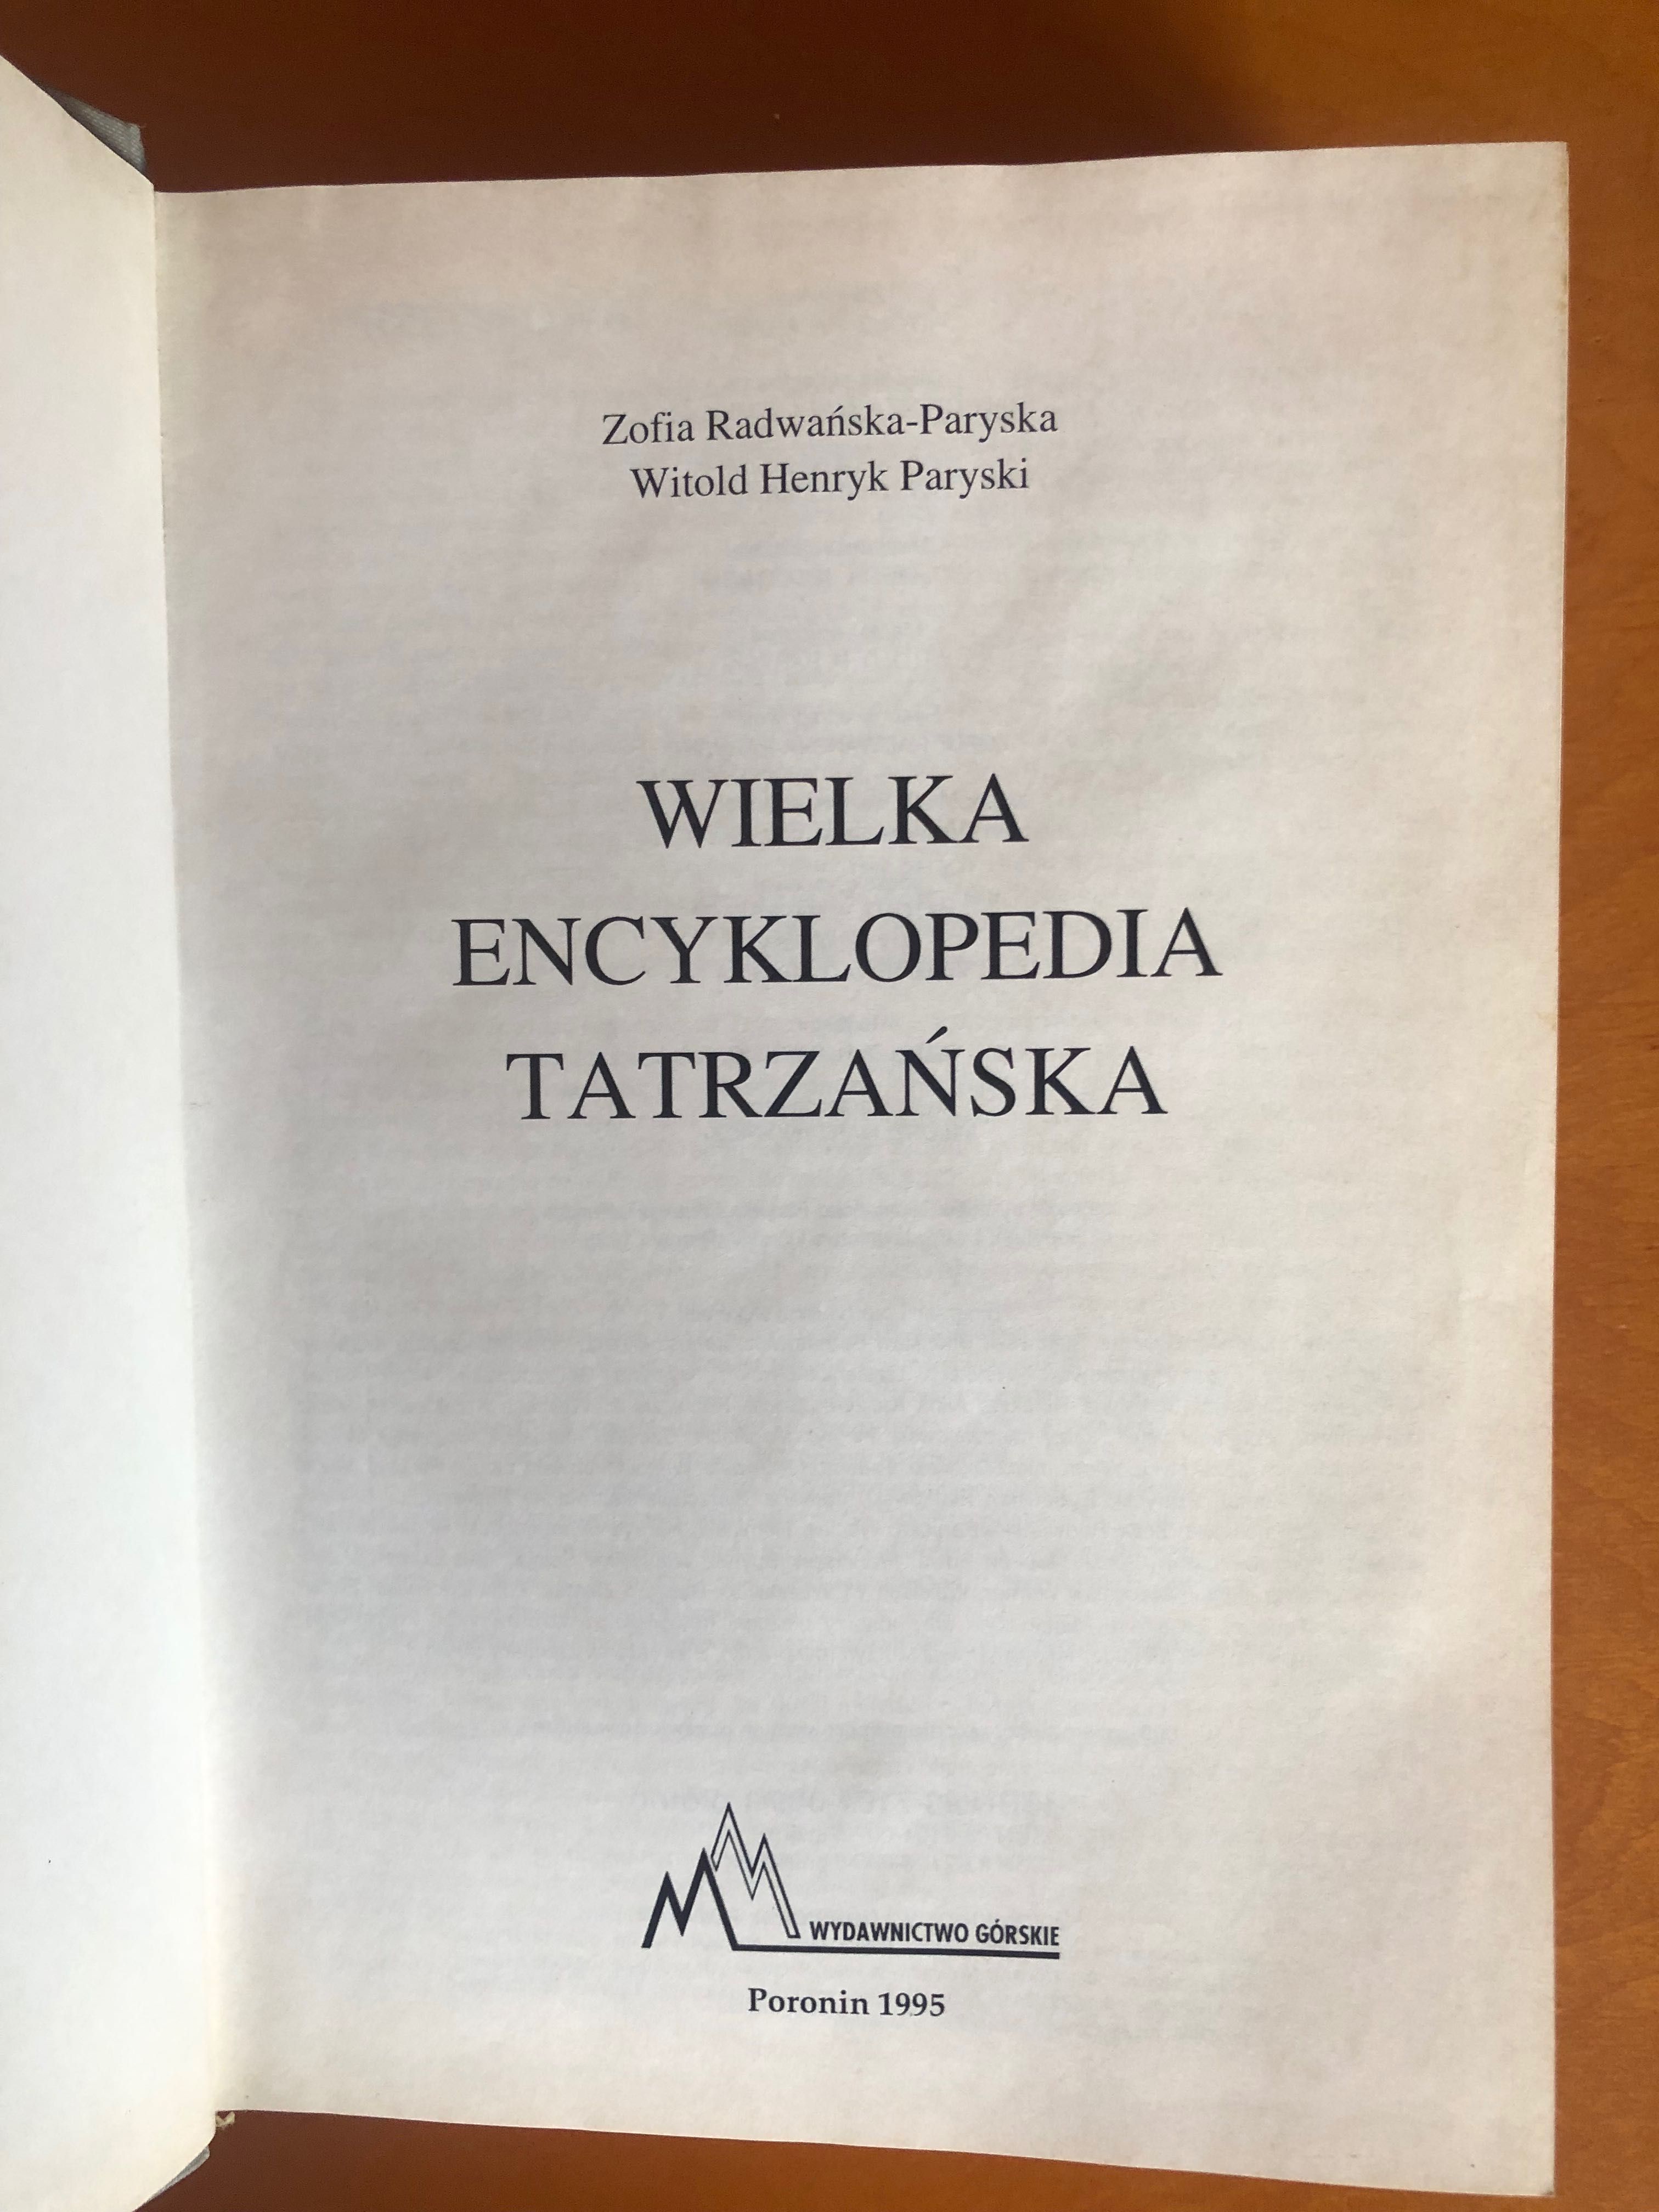 Zofia Radwańska-Paryska
Witold Henryk Paryski
WIELKA
ENCYKLOPEDIA
TATRZAŃSKA
WYDAWNICTWO GÓRSKIE
Poronin 1995